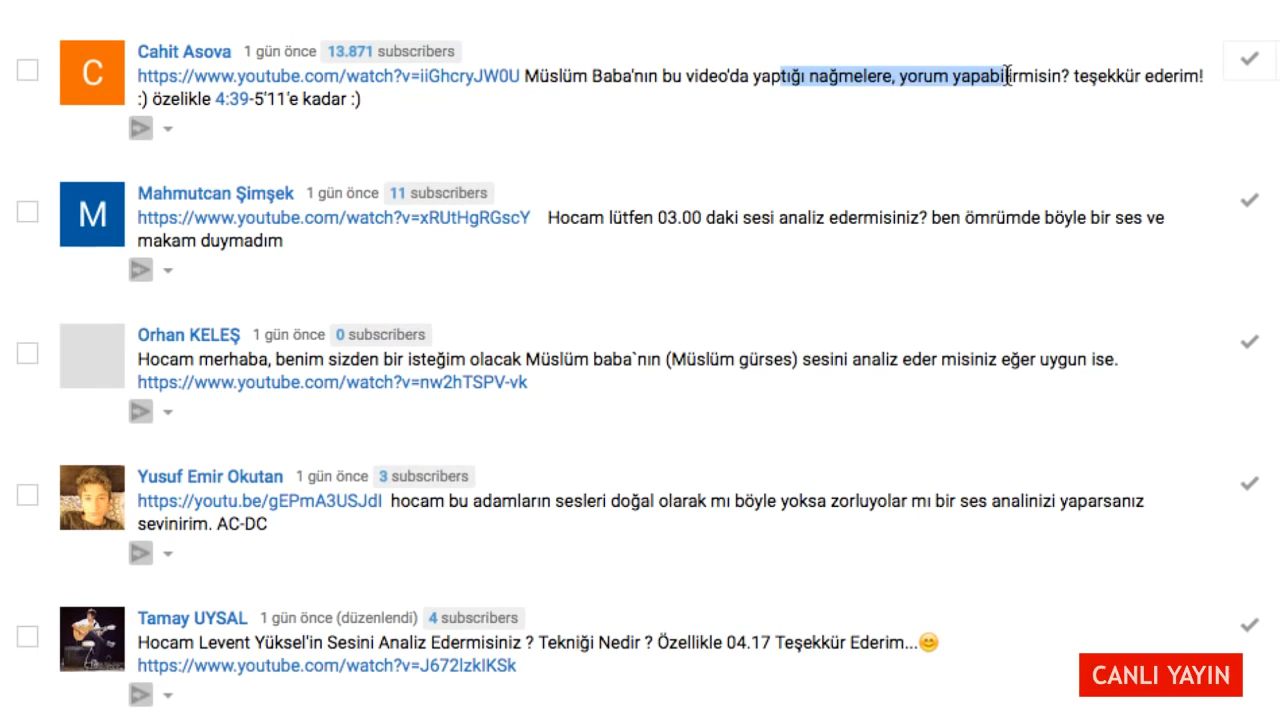 C
Cahit Asova 1 gün önce 13.871 subscribers
https://www.youtube.com/watch?v=iiGhcryJW0U Müslüm Baba'nın bu video'da yaptığı nağmelere, yorum yapabilirmisin? teşekkür ederim!
:) özelikle 4:39-5'11'e kadar :)
M
Mahmutcan Şimşek 1 gün önce 11 subscribers
https://www.youtube.com/watch?v=xRUtHgRGscY Hocam lütfen 03.00 daki sesi analiz edermisiniz? ben ömrümde böyle bir ses ve
makam duymadım
Orhan KELEŞ 1 gün önce 0 subscribers
Hocam merhaba, benim sizden bir isteğim olacak Müslüm baba`nın (Müslüm gürses) sesini analiz eder misiniz eğer uygun ise.
https://www.youtube.com/watch?v=nw2hTSPV-vk
Yusuf Emir Okutan 1 gün önce 3 subscribers
https://youtu.be/gEPmA3USJdI hocam bu adamların sesleri doğal olarak mı böyle yoksa zorluyolar mı bir ses analinizi yaparsanız
sevinirim. AC-DC
Tamay UYSAL 1 gün önce (düzenlendi) 4 subscribers
Hocam Levent Yüksel'in Sesini Analiz Edermisiniz ? Tekniği Nedir ? Özellikle 04.17 Teşekkür Ederim...😊
https://www.youtube.com/watch?v=J672IzkIKSk
CANLI YAYIN